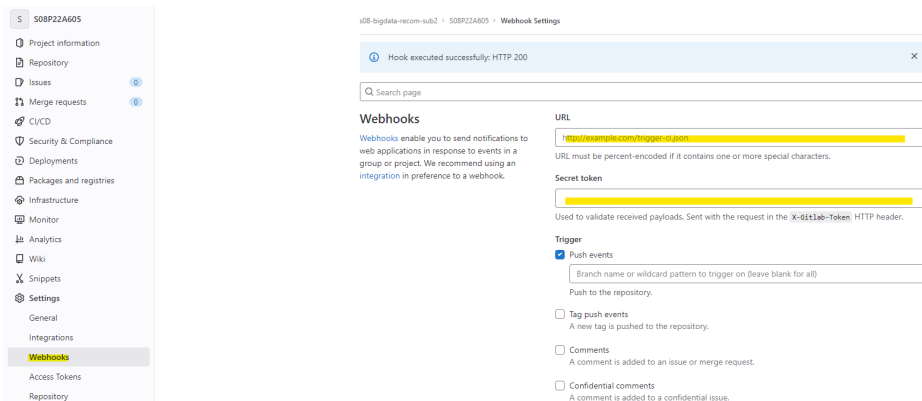 S S08P22A605
Project information
Repository
Issues 0
Merge requests 0
CI/CD
Security & Compliance
Deployments
Packages and registries
Infrastructure
Monitor
Analytics
Wiki
Snippets
Settings
General
Integrations
Webhooks
Access Tokens
Repository
s08-bigdata-recom-sub2 > S08P22A605 > Webhook Settings
Hook executed successfully: HTTP 200
Search page
Webhooks
Webhooks enable you to send notifications to
web applications in response to events in a
group or project. We recommend using an
integration in preference to a webhook.
URL
http://example.com/trigger-ci.json
URL must be percent-encoded if it contains one or more special characters.
Secret token
Used to validate received payloads. Sent with the request in the X-Gitlab-Token HTTP header.
Trigger
Push events
Branch name or wildcard pattern to trigger on (leave blank for all)
Push to the repository.
Tag push events
A new tag is pushed to the repository.
Comments
A comment is added to an issue or merge request.
Confidential comments
A comment is added to a confidential issue.